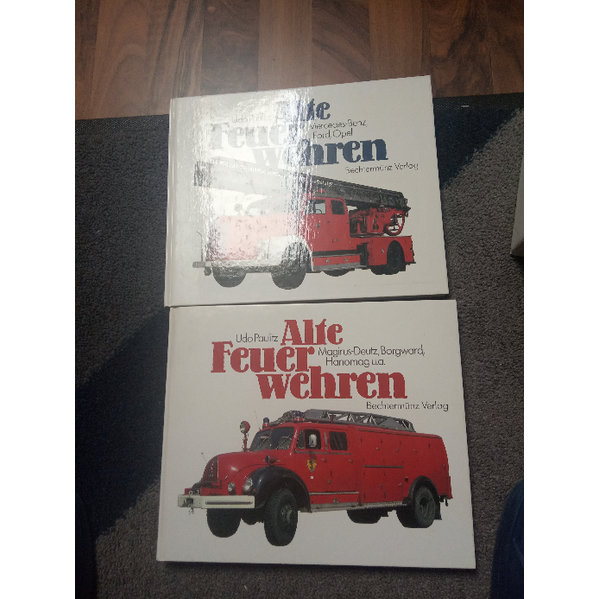 Udo
Alte
Feuer
Mercedes-Benz,
Ford, Opel
wehren
Bechtermünz Verlag
Udo Paulitz
Alte
Feuer
Magirus-Deutz, Borgward,
Hanomag u.a.
wehren
Bechtermünz Verlag